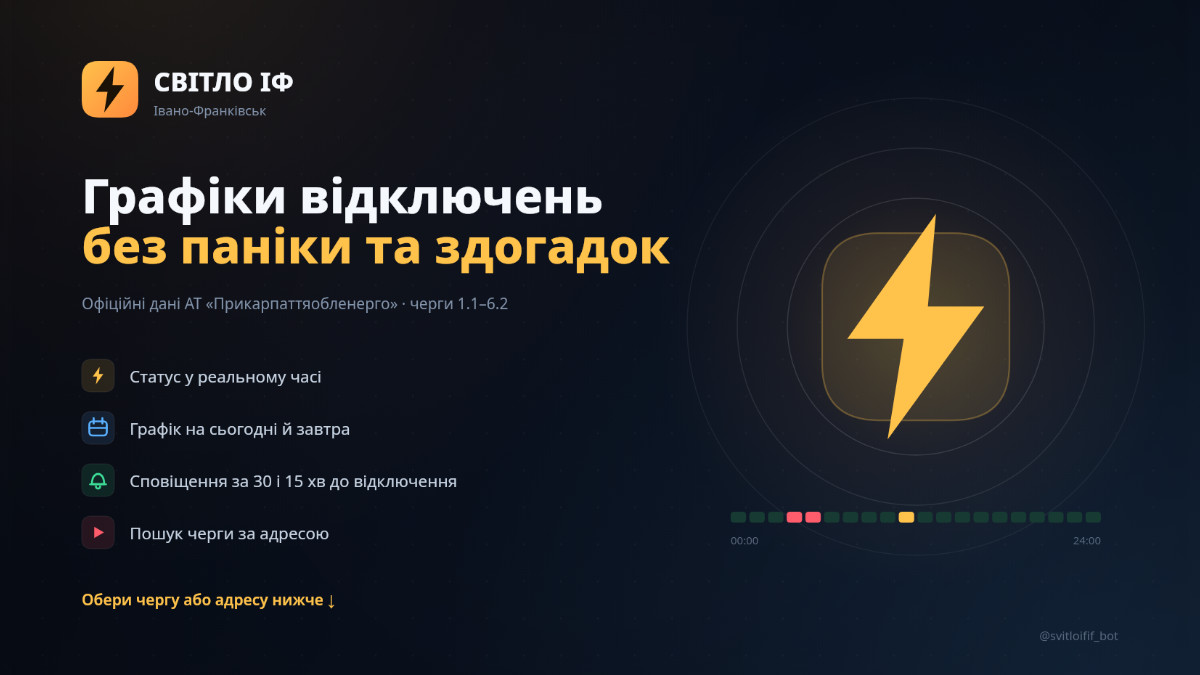 СВІТЛО ІФ
Івано-Франківськ
Графіки відключень
без паніки та здогадок
Офіційні дані АТ «Прикарпаттяобленерго» · черги 1.1–6.2
Статус у реальному часі
Графік на сьогодні й завтра
Сповіщення за 30 і 15 хв до відключення
Пошук черги за адресою
Обери чергу або адресу нижче ↓
00:00
24:00
@svitloifif_bot